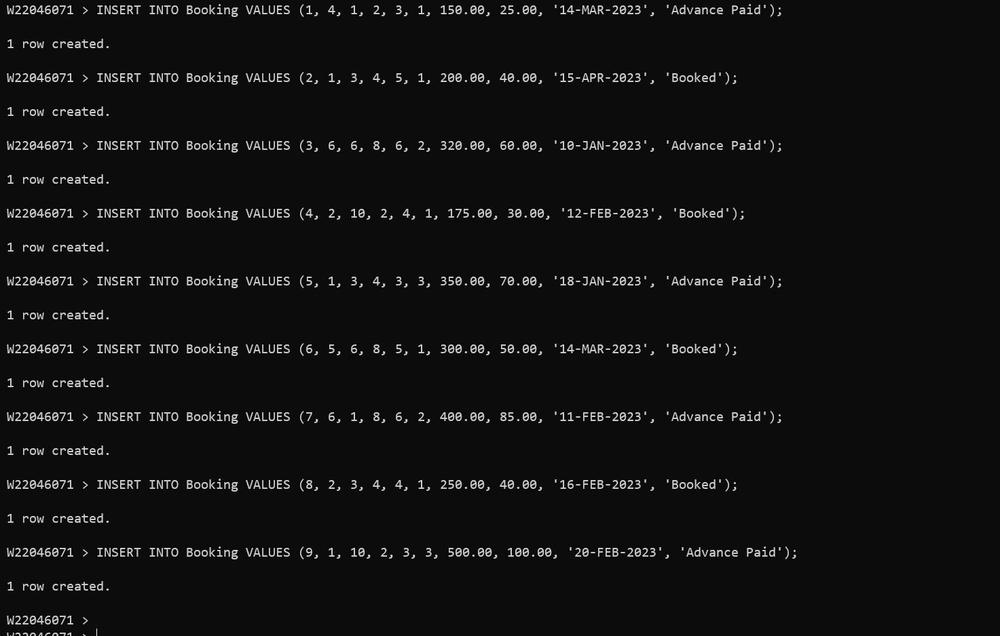 W22046071 > INSERT INTO Booking VALUES (1, 4, 1, 2, 3, 1, 150.00, 25.00, '14-MAR-2023', 'Advance Paid');
1 row created.
W22046071 > INSERT INTO Booking VALUES (2, 1, 3, 4, 5, 1, 200.00, 40.00, '15-APR-2023', 'Booked');
1 row created.
W22046071 > INSERT INTO Booking VALUES (3, 6, 6, 8, 6, 2, 320.00, 60.00, '10-JAN-2023', 'Advance Paid');
1 row created.
W22046071 > INSERT INTO Booking VALUES (4, 2, 10, 2, 4, 1, 175.00, 30.00, '12-FEB-2023', 'Booked');
1 row created.
W22046071 > INSERT INTO Booking VALUES (5, 1, 3, 4, 3, 3, 350.00, 70.00, '18-JAN-2023', 'Advance Paid');
1 row created.
W22046071 > INSERT INTO Booking VALUES (6, 5, 6, 8, 5, 1, 300.00, 50.00, '14-MAR-2023', 'Booked');
1 row created.
W22046071 > INSERT INTO Booking VALUES (7, 6, 1, 8, 6, 2, 400.00, 85.00, '11-FEB-2023', 'Advance Paid');
1 row created.
W22046071 > INSERT INTO Booking VALUES (8, 2, 3, 4, 4, 1, 250.00, 40.00, '16-FEB-2023', 'Booked');
1 row created.
W22046071 > INSERT INTO Booking VALUES (9, 1, 10, 2, 3, 3, 500.00, 100.00, '20-FEB-2023', 'Advance Paid');
1 row created.
W22046071 >
W22046071 >